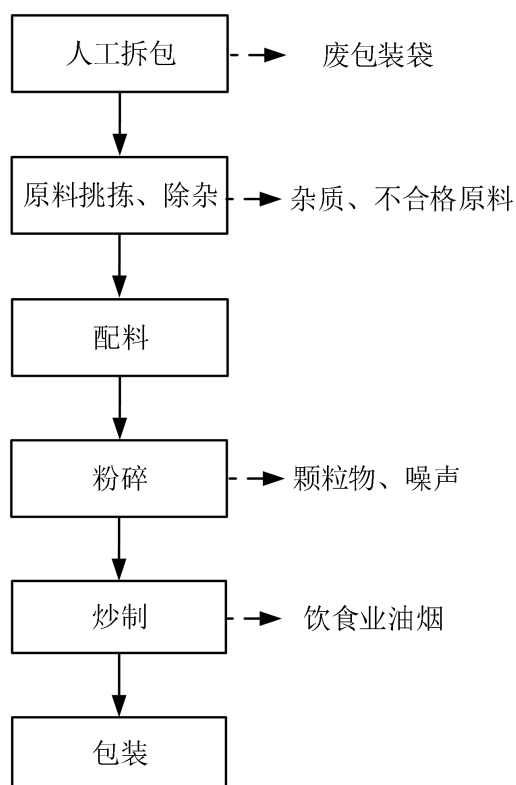 人工拆包
废包装袋
原料挑拣、除杂
杂质、不合格原料
配料
粉碎
颗粒物、噪声
炒制
饮食业油烟
包装